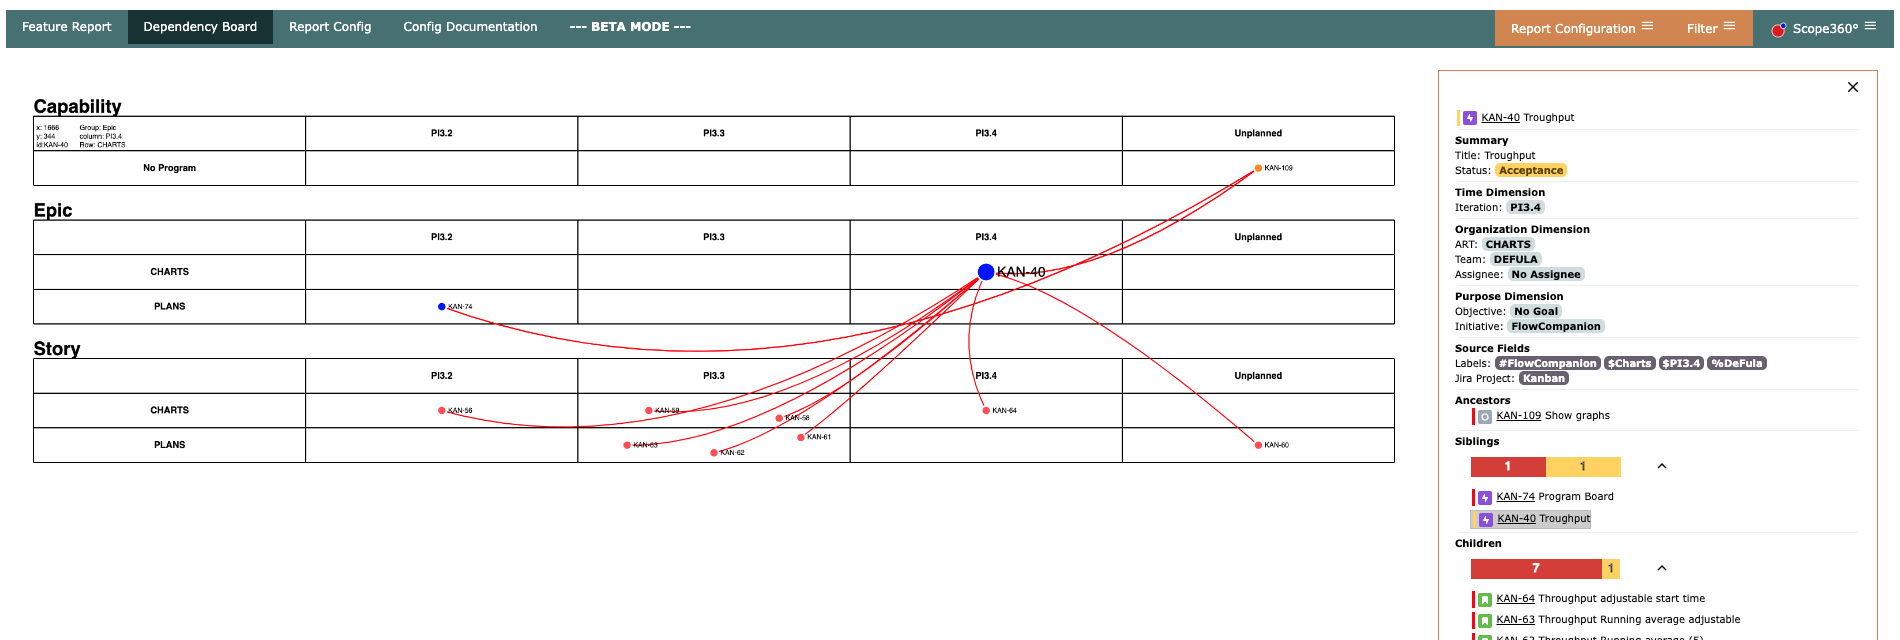 Feature Report Dependency Board Report Config Config Documentation --- BETA MODE --- Report Configuration Filter Scope360°
Capability
x: 1666 Group: Epic
y: 344 column: PI3.4
id:KAN-40 Row: CHARTS
PI3.2 PI3.3 PI3.4 Unplanned
No Program KAN-109
Epic
PI3.2 PI3.3 PI3.4 Unplanned
CHARTS KAN-40
PLANS KAN-74
Story
PI3.2 PI3.3 PI3.4 Unplanned
CHARTS KAN-56 KAN-59 KAN-58 KAN-64
PLANS KAN-63 KAN-62 KAN-61 KAN-60
KAN-40 Troughput
Summary
Title: Troughput
Status: Acceptance
Time Dimension
Iteration: PI3.4
Organization Dimension
ART: CHARTS
Team: DEFULA
Assignee: No Assignee
Purpose Dimension
Objective: No Goal
Initiative: FlowCompanion
Source Fields
Labels: #FlowCompanion $Charts $PI3.4 %DeFula
Jira Project: Kanban
Ancestors
KAN-109 Show graphs
Siblings
1 1
KAN-74 Program Board
KAN-40 Troughput
Children
7 1
KAN-64 Throughput adjustable start time
KAN-63 Throughput Running average adjustable
KAN-62 Throughput Running average (5)